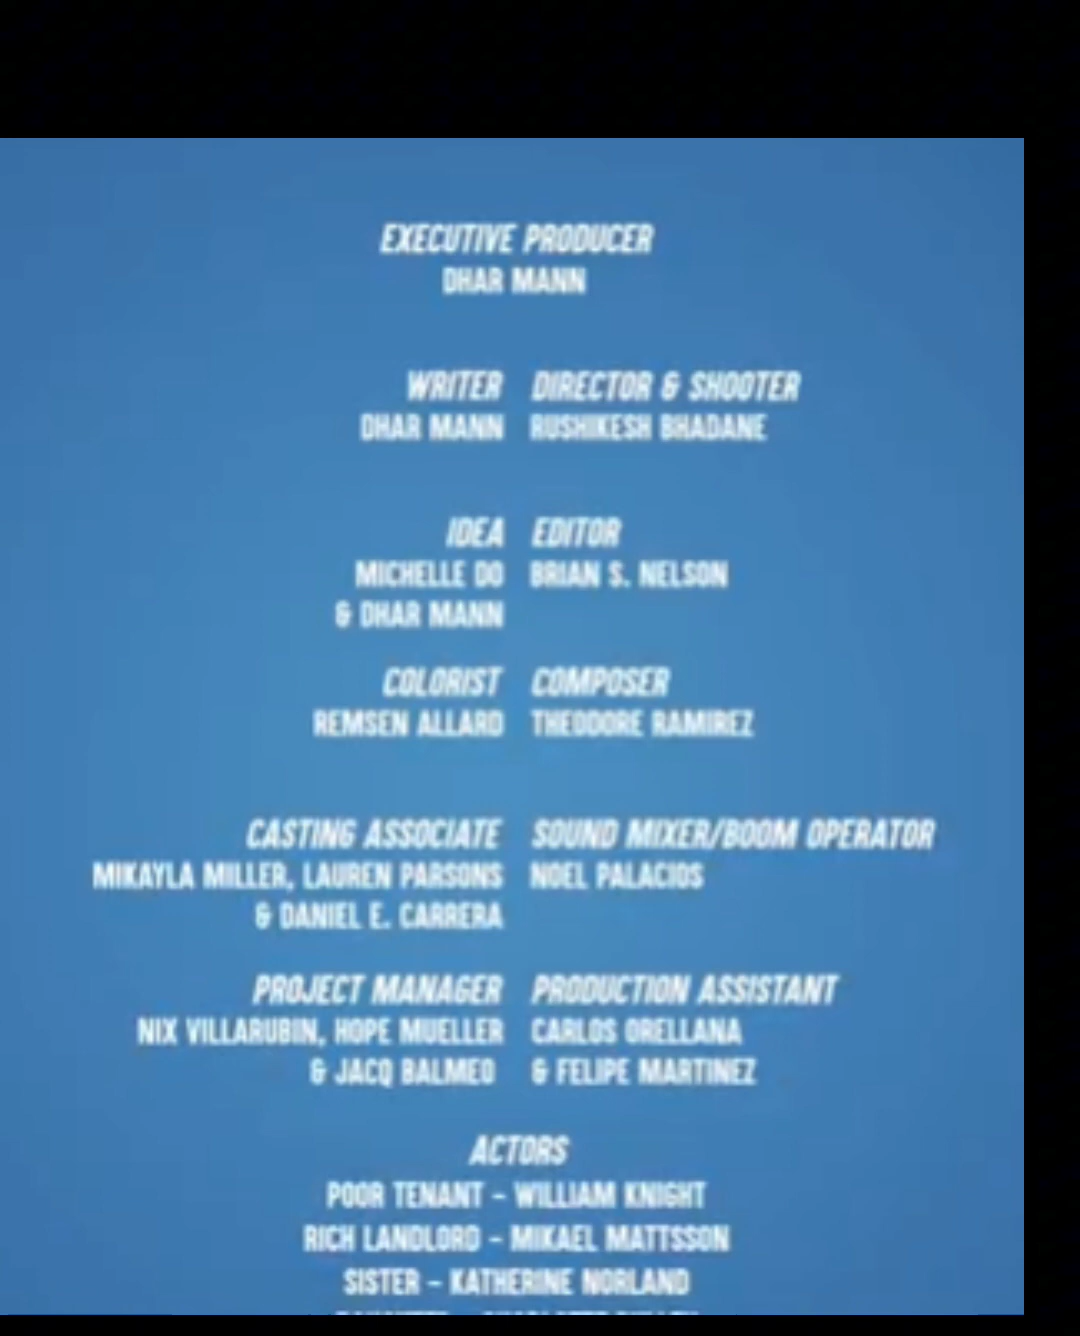 EXECUTIVE PRODUCER
DHAR MANN
WRITER
DHAR MANN
DIRECTOR & SHOOTER
RUSHIKESH BHADANE
IDEA
MICHELLE DO
& DHAR MANN
EDITOR
BRIAN S. NELSON
COLORIST
REMSEN ALLARD
COMPOSER
THEODORE RAMIREZ
CASTING ASSOCIATE
MIKAYLA MILLER, LAUREN PARSONS
& DANIEL E. CARRERA
SOUND MIXER/BOOM OPERATOR
NOEL PALACIOS
PROJECT MANAGER
NIX VILLARUBIN, HOPE MUELLER
& JACQ BALMEO
PRODUCTION ASSISTANT
CARLOS ORELLANA
& FELIPE MARTINEZ
ACTORS
POOR TENANT - WILLIAM KNIGHT
RICH LANDLORD - MIKAEL MATTSSON
SISTER - KATHERINE NORLAND